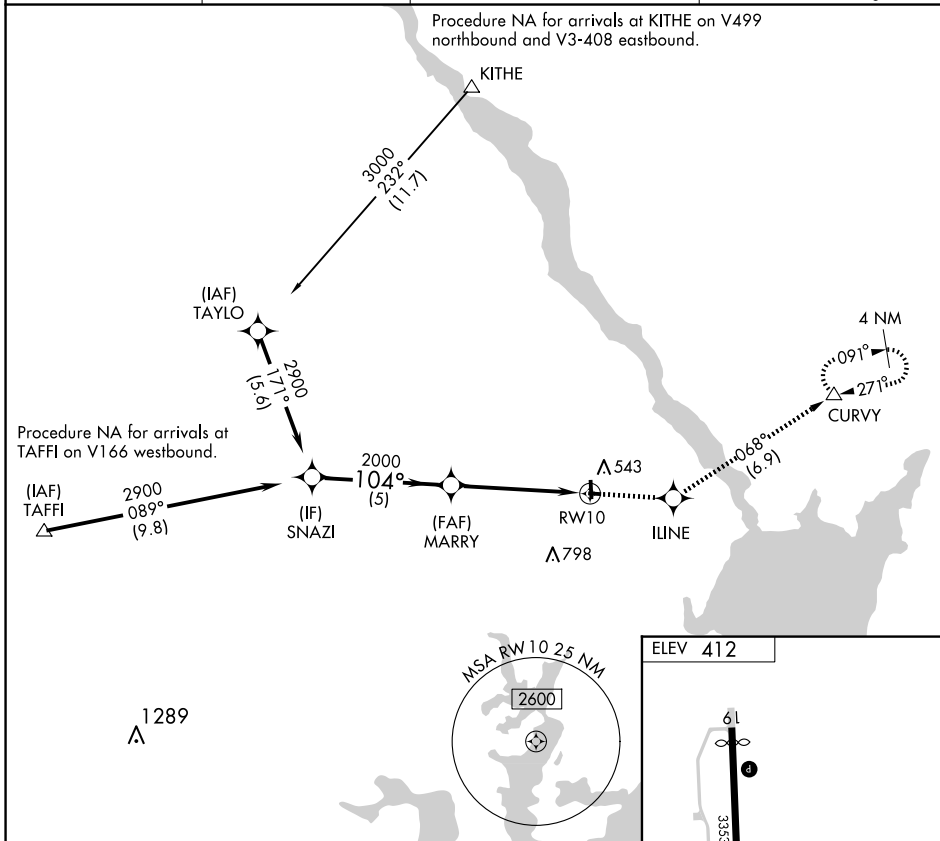 Procedure NA for arrivals at KITHE on V499
northbound and V3-408 eastbound.
KITHE
3000
232°
(11.7)
(IAF)
TAYLO
2900
171°
(5.6)
4 NM
091°
271°
CURVY
Procedure NA for arrivals at
TAFFI on V166 westbound.
(IAF)
TAFFI
2900
089°
(9.8)
(IF)
SNAZI
2000
104°
(5)
(FAF)
MARRY
543
RW10
798
ILINE
068°
(6.9)
1289
MSA RW10 25 NM
2600
ELEV 412
19
P
3353